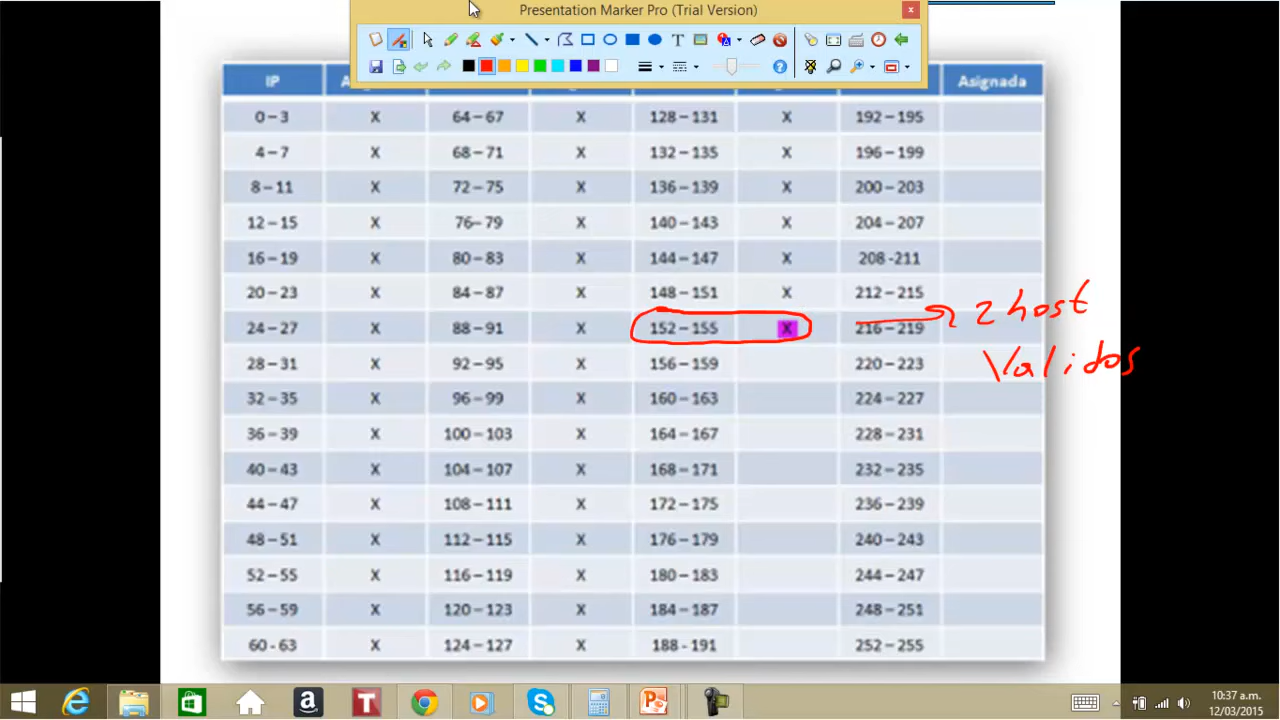 Presentation Marker Pro (Trial Version)
IP Asignada
0 – 3 X 64 – 67 X 128 – 131 X 192 – 195
4 – 7 X 68 – 71 X 132 – 135 X 196 – 199
8 – 11 X 72 – 75 X 136 – 139 X 200 – 203
12 – 15 X 76– 79 X 140 – 143 X 204 – 207
16 – 19 X 80 – 83 X 144 – 147 X 208 -211
20 – 23 X 84 – 87 X 148 – 151 X 212 – 215
24 – 27 X 88 – 91 X 152 – 155 X 216 – 219 2 host
Validos
28 – 31 X 92 – 95 X 156 – 159 220 – 223
32 – 35 X 96 – 99 X 160 – 163 224 – 227
36 – 39 X 100 – 103 X 164 – 167 228 – 231
40 – 43 X 104 – 107 X 168 – 171 232 – 235
44 – 47 X 108 – 111 X 172 – 175 236 – 239
48 – 51 X 112 – 115 X 176 – 179 240 – 243
52 – 55 X 116 – 119 X 180 – 183 244 – 247
56 – 59 X 120 – 123 X 184 – 187 248 – 251
60 - 63 X 124 – 127 X 188 - 191 252 – 255
10:37 a.m.
12/03/2015